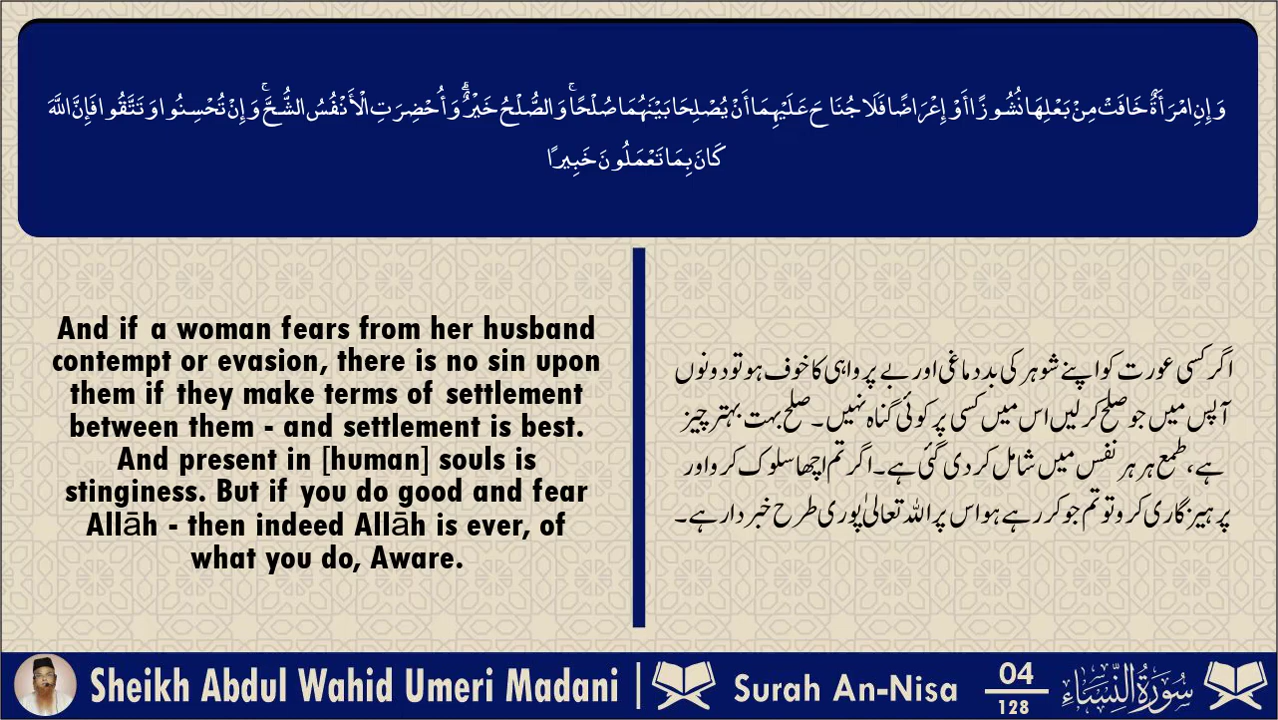 وَإِنِ امْرَأَةٌ خَافَتْ مِنْ بَعْلِهَا نُشُوزًا أَوْ إِعْرَاضًا فَلَا جُنَاحَ عَلَيْهِمَا أَنْ يُصْلِحَا بَيْنَهُمَا صُلْحًا ۚ وَالصُّلْحُ خَيْرٌ ۗ وَأُحْضِرَتِ الْأَنْفُسُ الشُّحَّ ۚ وَإِنْ تُحْسِنُوا وَتَتَّقُوا فَإِنَّ اللَّهَ
كَانَ بِمَا تَعْمَلُونَ خَبِيرًا
And if a woman fears from her husband
contempt or evasion, there is no sin upon
them if they make terms of settlement
between them - and settlement is best.
And present in [human] souls is
stinginess. But if you do good and fear
Allāh - then indeed Allāh is ever, of
what you do, Aware.
اگر کسی عورت کو اپنے شوہر کی بد دماغی اور بے پرواہی کا خوف ہو تو دونوں
آپس میں جو صلح کر لیں اس میں کسی پر کوئی گناه نہیں۔ صلح بہت بہتر چیز
ہے، طمع ہر ہر نفس میں شامل کر دی گئی ہے۔ اگر تم اچھا سلوک کرو اور
پرہیز گاری کرو تو تم جو کر رہے ہو اس پر اللہ تعالیٰ پوری طرح خبردار ہے۔
Sheikh Abdul Wahid Umeri Madani |
Surah An-Nisa
04
128
سُورَةُ النِّسَاء